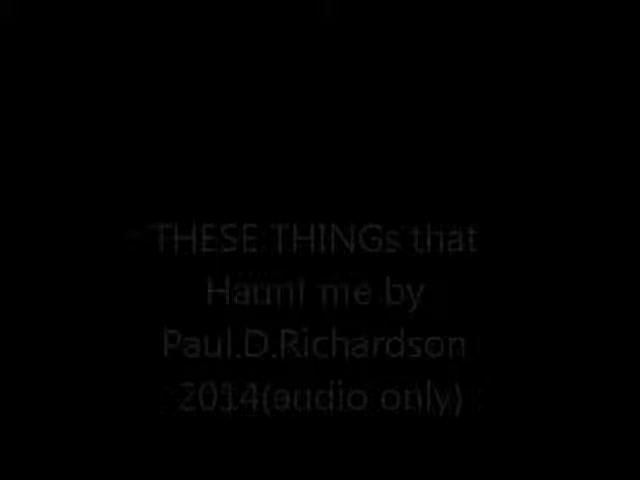 THESE THINGs that
Haunt me by
Paul.D.Richardson
2014(audio only)